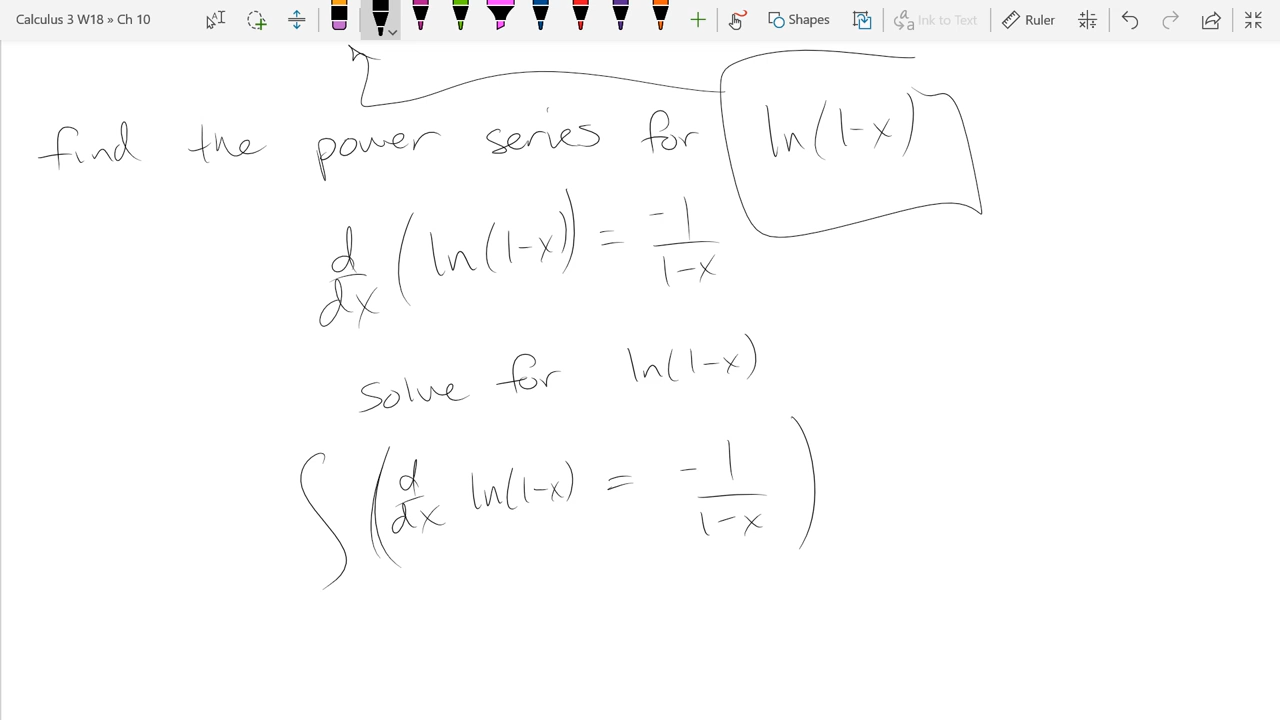 Calculus 3 W18 » Ch 10 Shapes Ink to Text Ruler
find the power series for ln(1-x)
d/dx (ln(1-x)) = -1/(1-x)
solve for ln(1-x)
∫ (d/dx ln(1-x) = -1/(1-x))